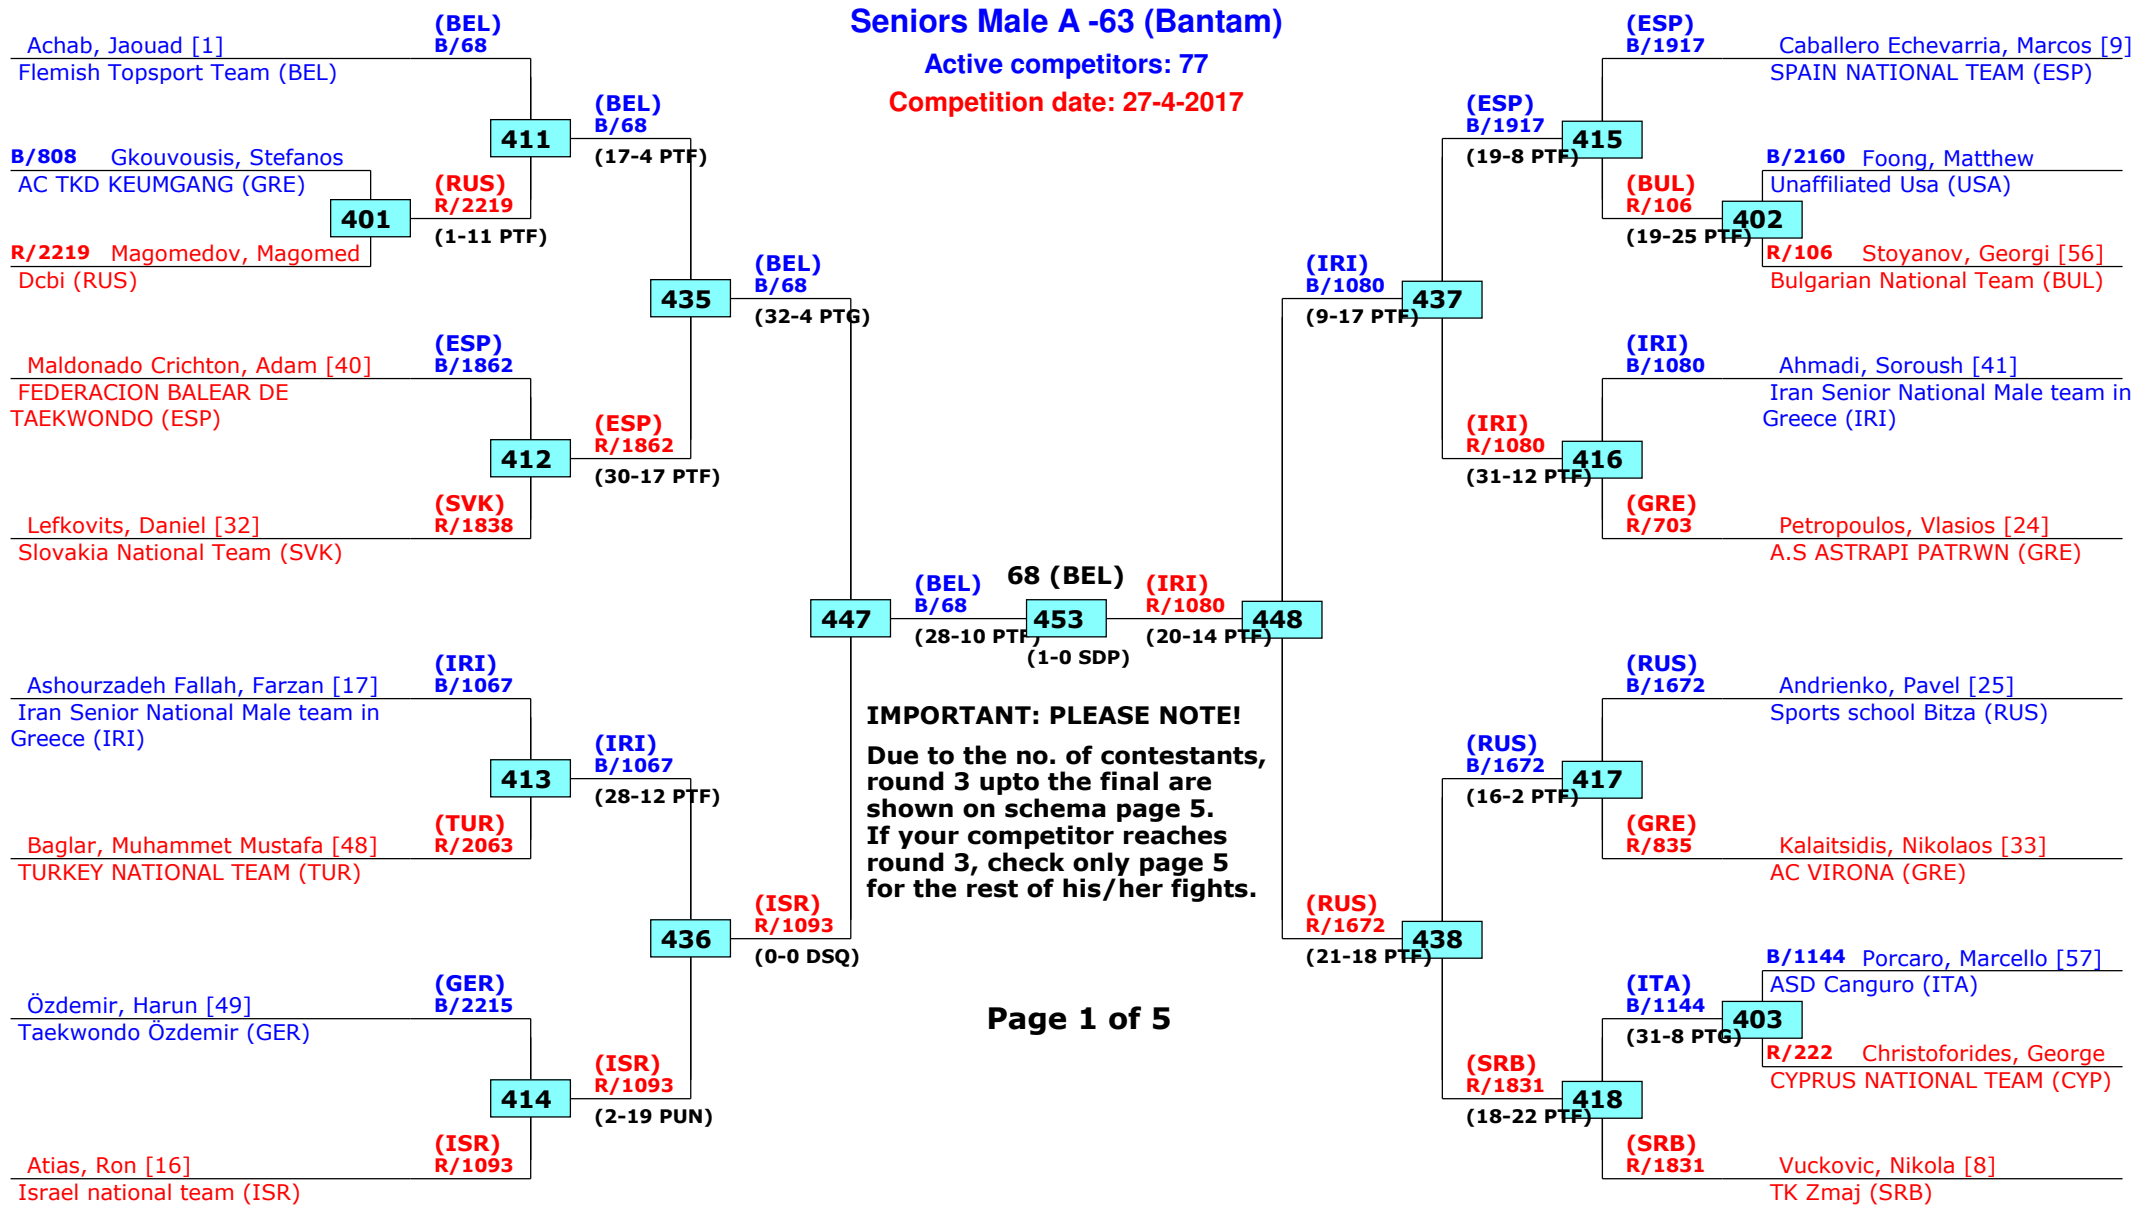 Seniors Male A -63 (Bantam)
Active competitors: 77
Competition date: 27-4-2017
(BEL)
Achab, Jaouad [1] B/68
Flemish Topsport Team (BEL)
(BEL)
B/68
411
(17-4 PTF)
B/808 Gkouvousis, Stefanos
AC TKD KEUMGANG (GRE)
(RUS)
R/2219
401
(1-11 PTF)
R/2219 Magomedov, Magomed
Dcbi (RUS)
(BEL)
B/68
435
(32-4 PTG)
(ESP)
Maldonado Crichton, Adam [40] B/1862
FEDERACION BALEAR DE
TAEKWONDO (ESP)
(ESP)
R/1862
412
(30-17 PTF)
(SVK)
Lefkovits, Daniel [32] R/1838
Slovakia National Team (SVK)
447
(BEL)
B/68
(28-10 PTF)
68 (BEL)
453
(1-0 SDP)
(IRI)
R/1080
448
(20-14 PTF)
(IRI)
Ashourzadeh Fallah, Farzan [17] B/1067
Iran Senior National Male team in
Greece (IRI)
(IRI)
B/1067
413
(28-12 PTF)
(TUR)
Baglar, Muhammet Mustafa [48] R/2063
TURKEY NATIONAL TEAM (TUR)
(ISR)
R/1093
436
(0-0 DSQ)
(GER)
Özdemir, Harun [49] B/2215
Taekwondo Özdemir (GER)
(ISR)
R/1093
414
(2-19 PUN)
(ISR)
Atias, Ron [16] R/1093
Israel national team (ISR)
IMPORTANT: PLEASE NOTE!
Due to the no. of contestants,
round 3 upto the final are
shown on schema page 5.
If your competitor reaches
round 3, check only page 5
for the rest of his/her fights.
Page 1 of 5
(ESP)
B/1917 Caballero Echevarria, Marcos [9]
SPAIN NATIONAL TEAM (ESP)
(ESP)
B/1917
415
(19-8 PTF)
B/2160 Foong, Matthew
Unaffiliated Usa (USA)
(BUL)
R/106
402
(19-25 PTF)
R/106 Stoyanov, Georgi [56]
Bulgarian National Team (BUL)
(IRI)
B/1080
437
(9-17 PTF)
(IRI)
B/1080 Ahmadi, Soroush [41]
Iran Senior National Male team in
Greece (IRI)
(IRI)
R/1080
416
(31-12 PTF)
(GRE)
R/703 Petropoulos, Vlasios [24]
A.S ASTRAPI PATRWN (GRE)
(RUS)
B/1672 Andrienko, Pavel [25]
Sports school Bitza (RUS)
(RUS)
B/1672
417
(16-2 PTF)
(GRE)
R/835 Kalaitsidis, Nikolaos [33]
AC VIRONA (GRE)
(RUS)
R/1672
438
(21-18 PTF)
B/1144 Porcaro, Marcello [57]
ASD Canguro (ITA)
(ITA)
B/1144
403
(31-8 PTG)
R/222 Christoforides, George
CYPRUS NATIONAL TEAM (CYP)
(SRB)
R/1831
418
(18-22 PTF)
(SRB)
R/1831 Vuckovic, Nikola [8]
TK Zmaj (SRB)